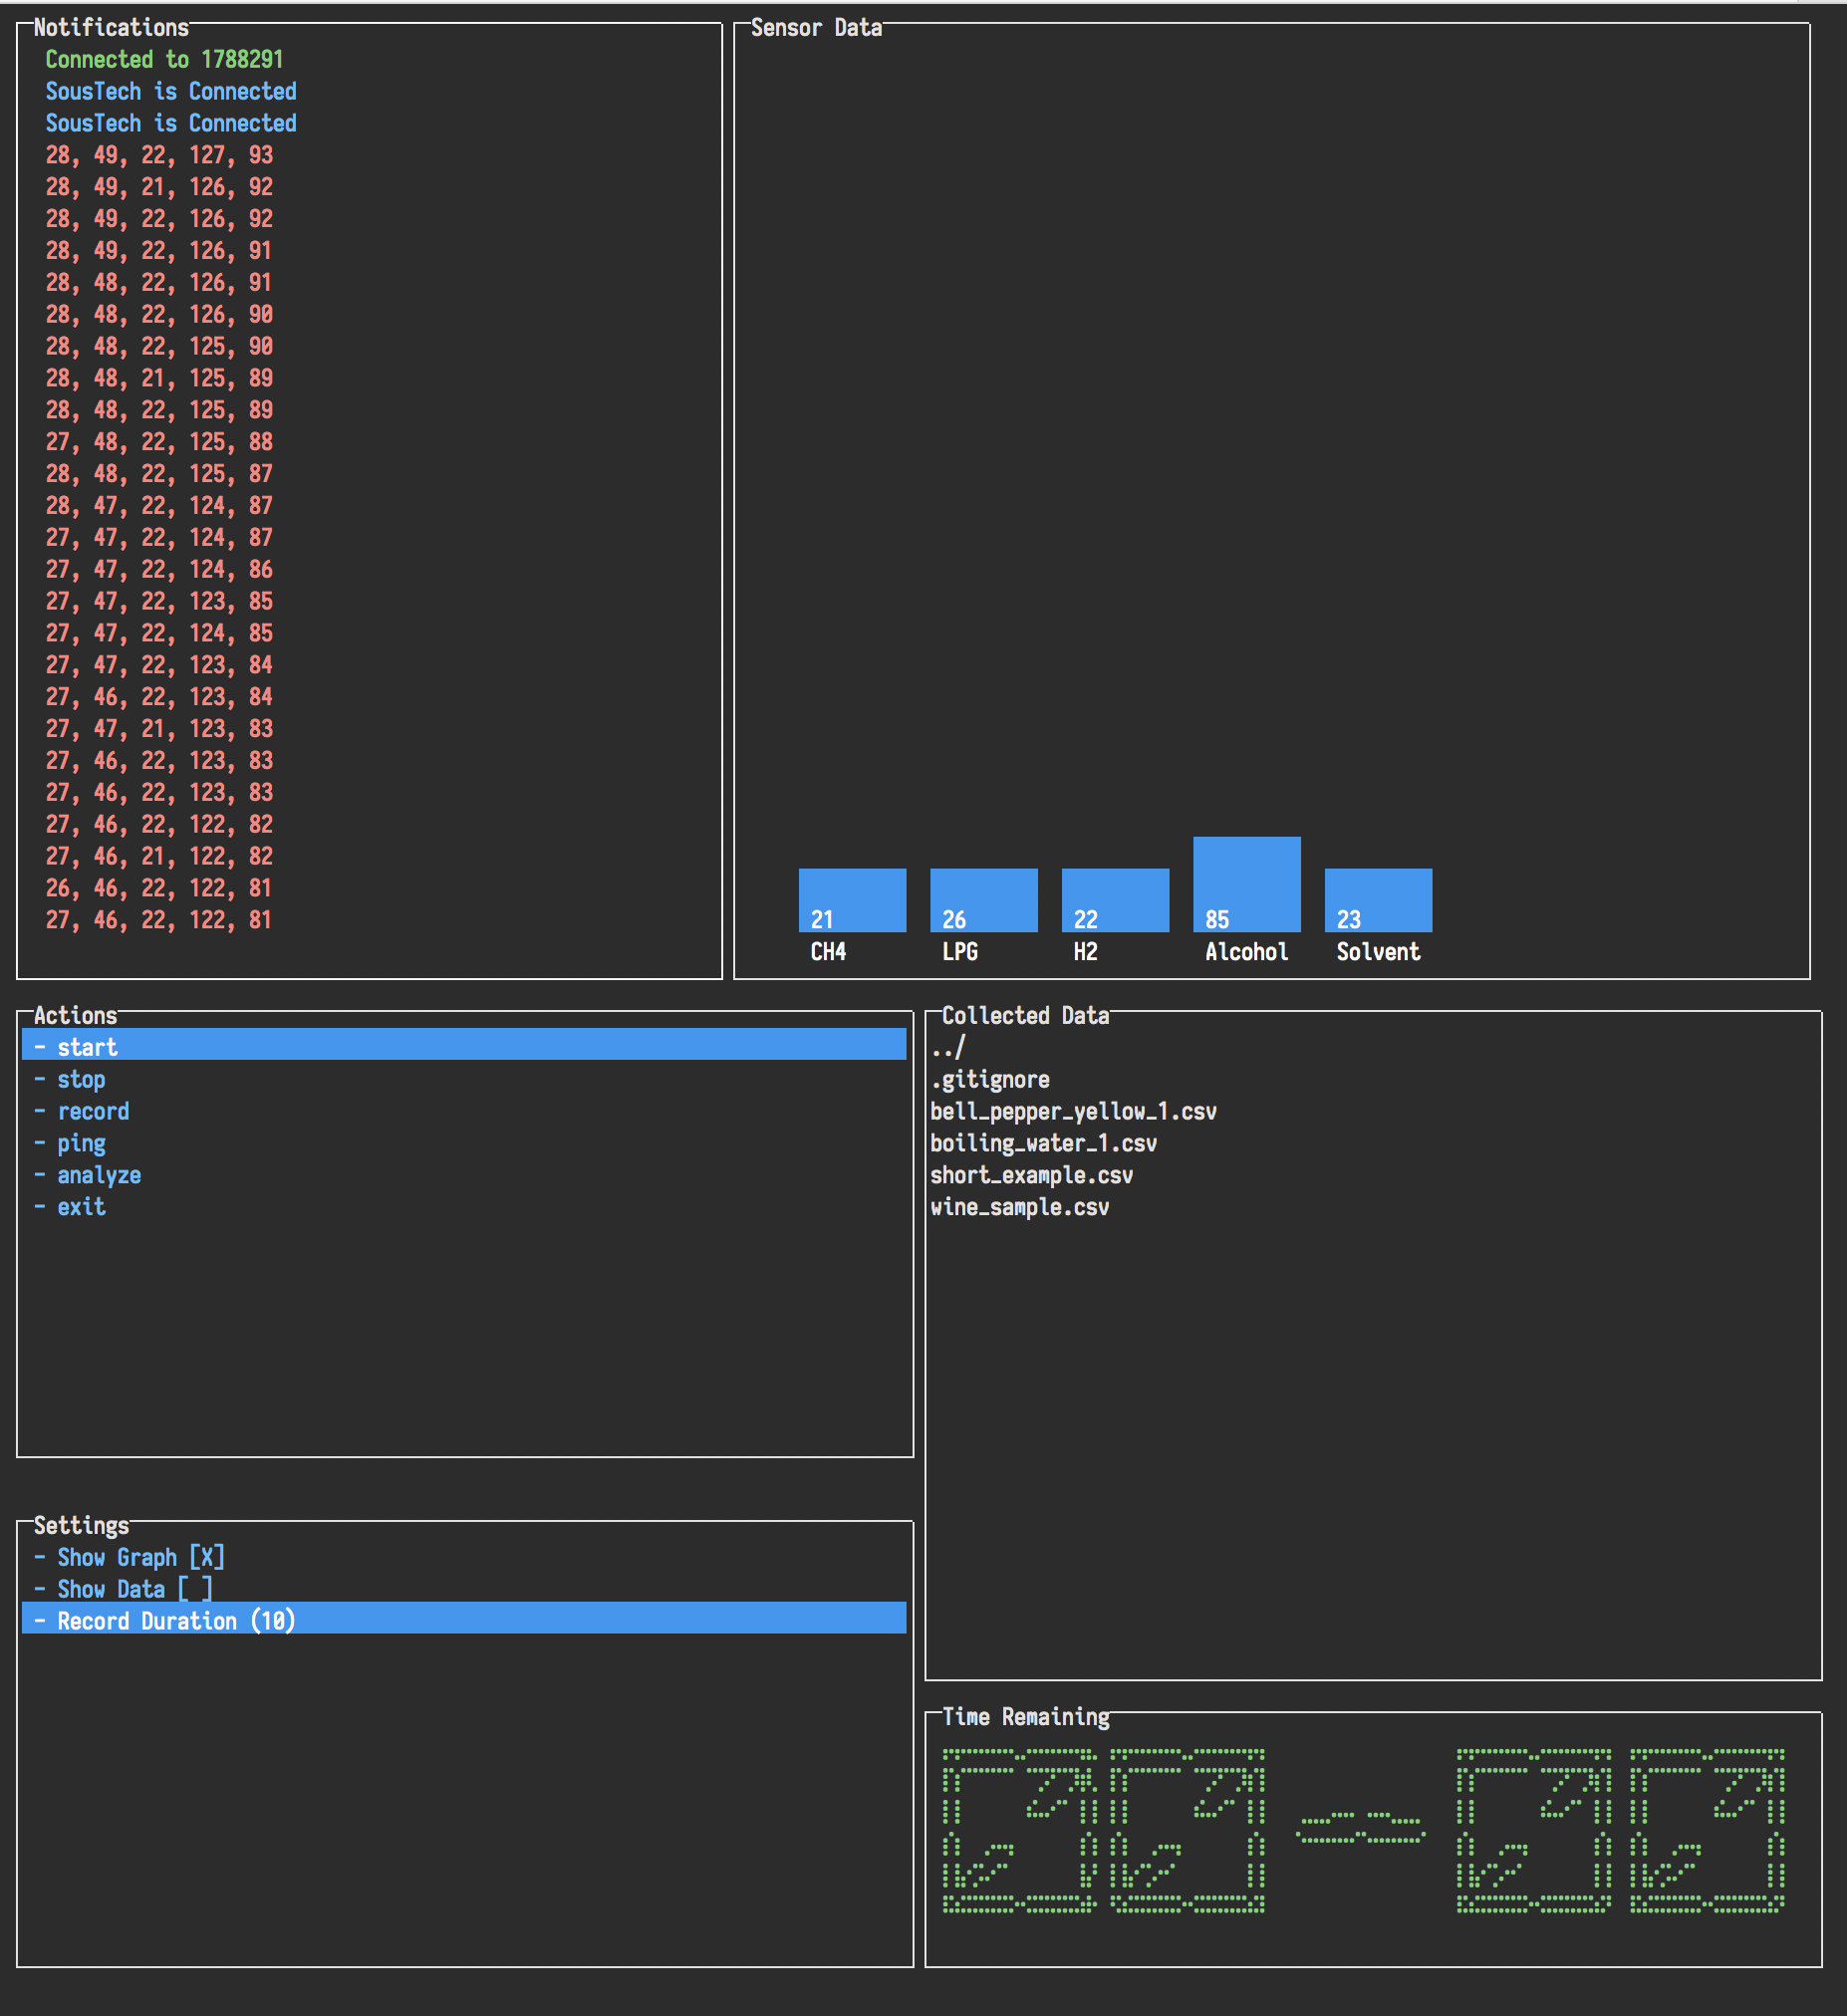 Notifications
Connected to 1788291
SousTech is Connected
SousTech is Connected
28, 49, 22, 127, 93
28, 49, 21, 126, 92
28, 49, 22, 126, 92
28, 49, 22, 126, 91
28, 48, 22, 126, 91
28, 48, 22, 126, 90
28, 48, 22, 125, 90
28, 48, 21, 125, 89
28, 48, 22, 125, 89
27, 48, 22, 125, 88
28, 48, 22, 125, 87
28, 47, 22, 124, 87
27, 47, 22, 124, 87
27, 47, 22, 124, 86
27, 47, 22, 123, 85
27, 47, 22, 124, 85
27, 47, 22, 123, 84
27, 46, 22, 123, 84
27, 47, 21, 123, 83
27, 46, 22, 123, 83
27, 46, 22, 123, 83
27, 46, 22, 122, 82
27, 46, 21, 122, 82
26, 46, 22, 122, 81
27, 46, 22, 122, 81
Sensor Data
21 26 22 85 23
CH4 LPG H2 Alcohol Solvent
Actions
- start
- stop
- record
- ping
- analyze
- exit
Collected Data
../
.gitignore
bell_pepper_yellow_1.csv
boiling_water_1.csv
short_example.csv
wine_sample.csv
Settings
- Show Graph [X]
- Show Data [ ]
- Record Duration (10)
Time Remaining
00-00